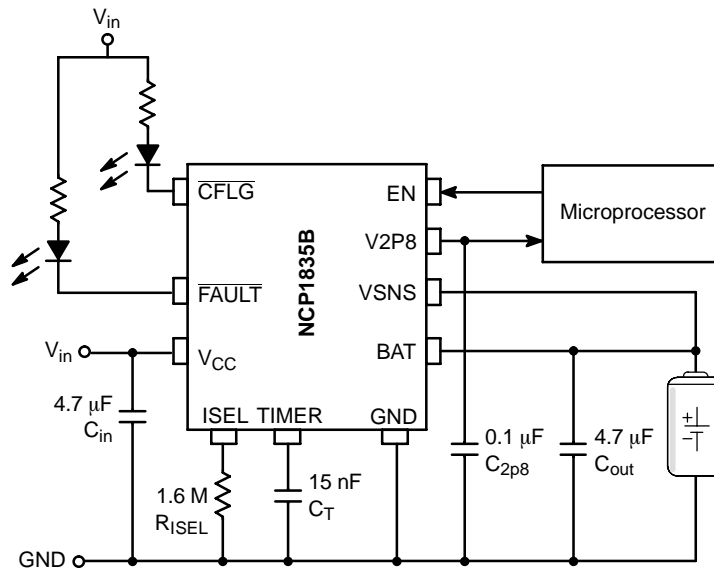 Vin
CFLG
FAULT
Vin
VCC
NCP1835B
EN
V2P8
VSNS
BAT
Microprocessor
ISEL TIMER GND
4.7 μF
Cin
1.6 M
RISEL
15 nF
CT
0.1 μF
C2p8
4.7 μF
Cout
+
−
GND